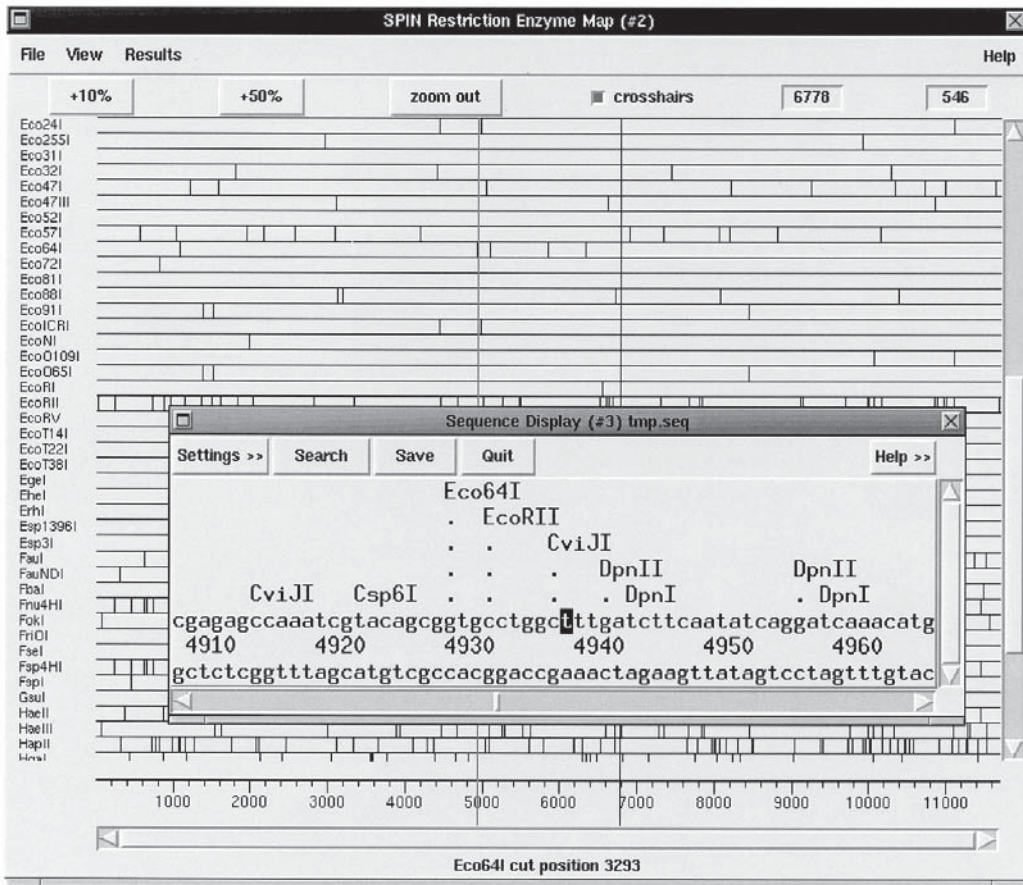 SPIN Restriction Enzyme Map (#2)
File View Results Help
+10% +50% zoom out crosshairs 6778 546
Eco24I
Eco255I
Eco31I
Eco32I
Eco47I
Eco47III
Eco52I
Eco57I
Eco64I
Eco72I
Eco81I
Eco88I
Eco91I
EcoICRI
EcoNI
EcoO109I
EcoO65I
EcoRI
EcoRII
EcoRV
EcoT14I
EcoT22I
EcoT38I
EgeI
EheI
ErhI
Esp1396I
Esp3I
FauI
FauNDI
FbaI
Fnu4HI
FokI
FriOI
FseI
Fsp4HI
FspI
GsuI
HaeII
HaeIII
HapII
HgaI
Sequence Display (#3) tmp.seq
Settings >> Search Save Quit Help >>
Eco64I
. EcoRII
. . CviJI
. . . DpnII DpnII
CviJI Csp6I . . . . DpnI . DpnI
cgagagccaaatcgtacagcggtgcctggctttgatcttcaatatcaggatcaaacatg
4910 4920 4930 4940 4950 4960
gctctcggtttagcatgtcgccacggaccgaaactagaagttatagtcctagtttgtac
1000 2000 3000 4000 5000 6000 7000 8000 9000 10000 11000
Eco64I cut position 3293